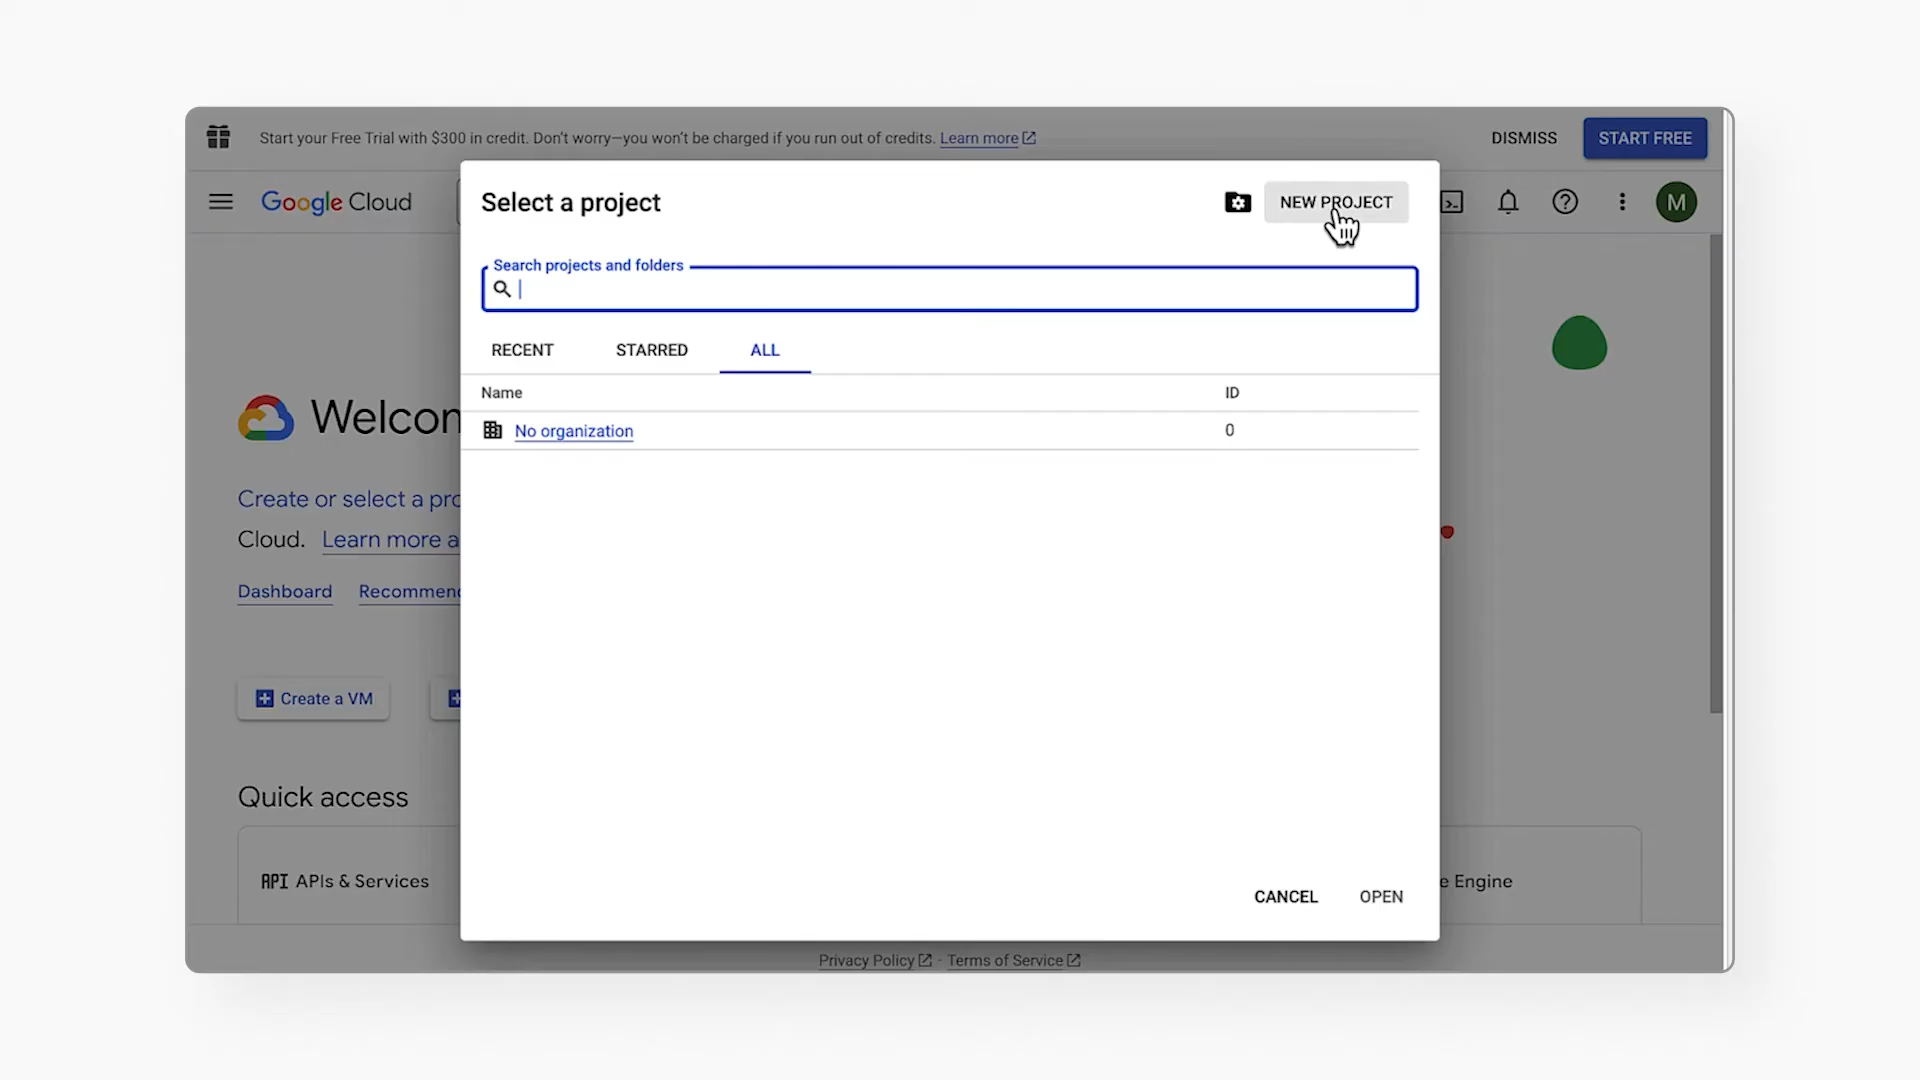 Start your Free Trial with $300 in credit. Don't worry—you won't be charged if you run out of credits. Learn more
DISMISS
START FREE
Google Cloud
M
Select a project
NEW PROJECT
Search projects and folders
RECENT
STARRED
ALL
Name
ID
No organization
0
Welcom
Create or select a pro
Cloud. Learn more a
Dashboard
Recommend
Create a VM
Quick access
API APIs & Services
e Engine
CANCEL
OPEN
Privacy Policy · Terms of Service